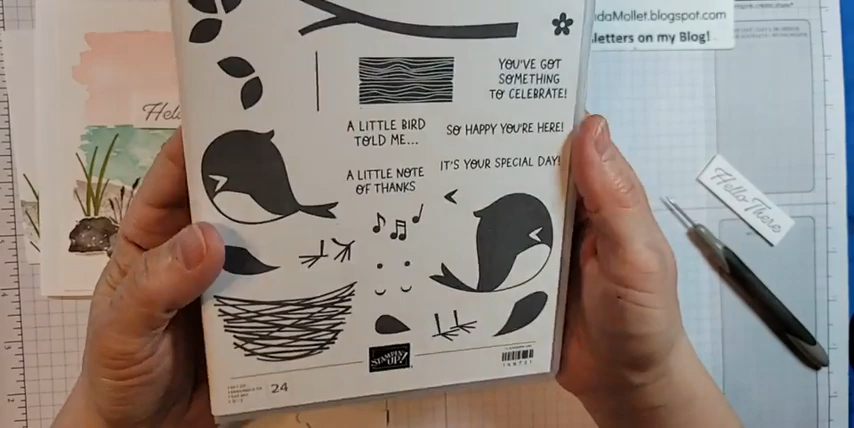 daMollet.blogspot.com
letters on my Blog!
YOU'VE GOT
SOMETHING
TO CELEBRATE!
A LITTLE BIRD
TOLD ME...
SO HAPPY YOU'RE HERE!
A LITTLE NOTE
OF THANKS
IT'S YOUR SPECIAL DAY!
Hel
Hello There
STAMPIN' UP!
24